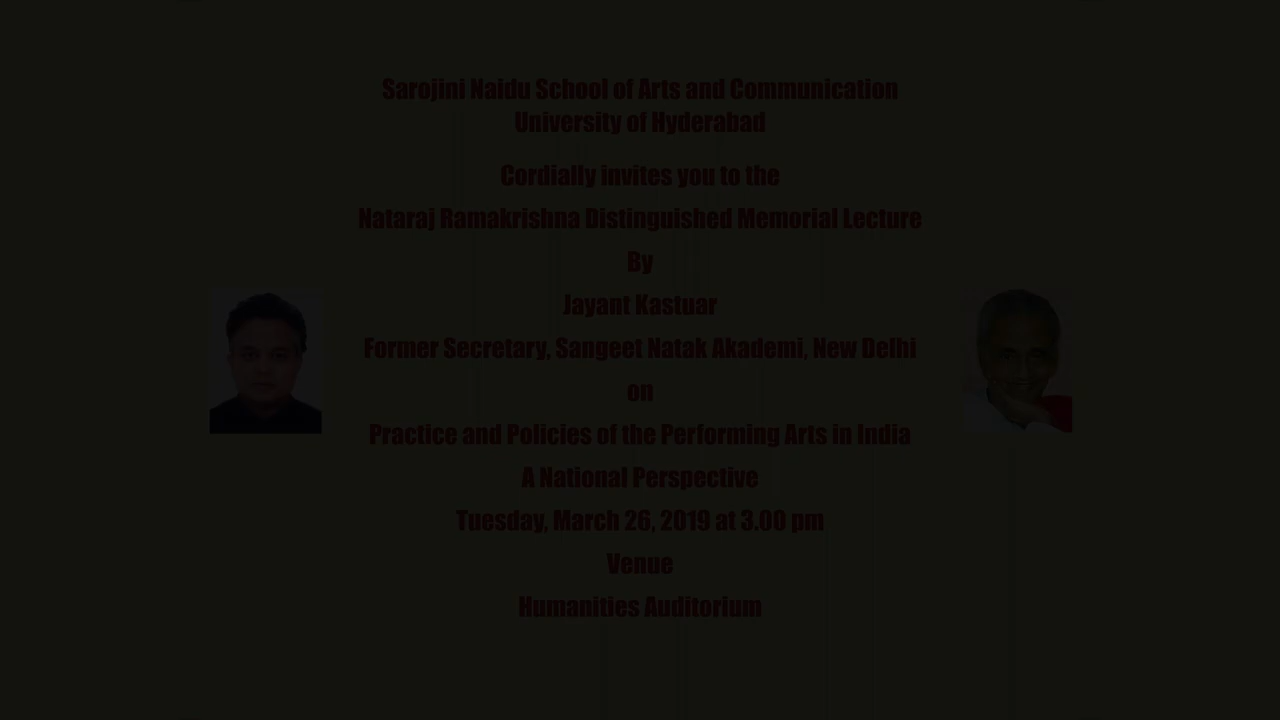 Sarojini Naidu School of Arts and Communication
University of Hyderabad
Cordially invites you to the
Nataraj Ramakrishna Distinguished Memorial Lecture
By
Jayant Kastuar
Former Secretary, Sangeet Natak Akademi, New Delhi
on
Practice and Policies of the Performing Arts in India
A National Perspective
Tuesday, March 26, 2019 at 3.00 pm
Venue
Humanities Auditorium